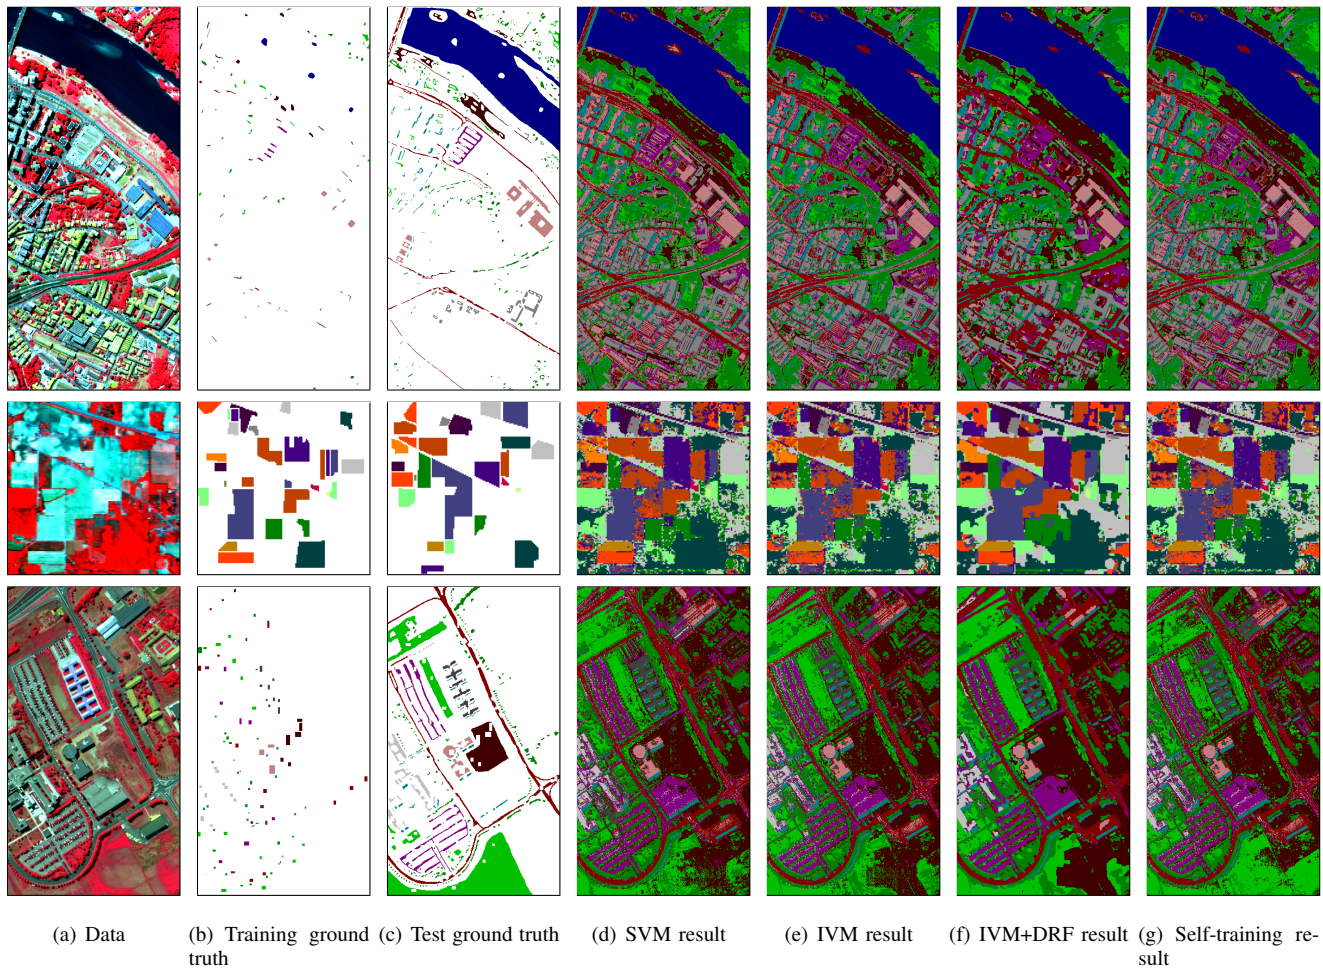 (a) Data
(b) Training ground
truth
(c) Test ground truth
(d) SVM result
(e) IVM result
(f) IVM+DRF result
(g) Self-training re-
sult